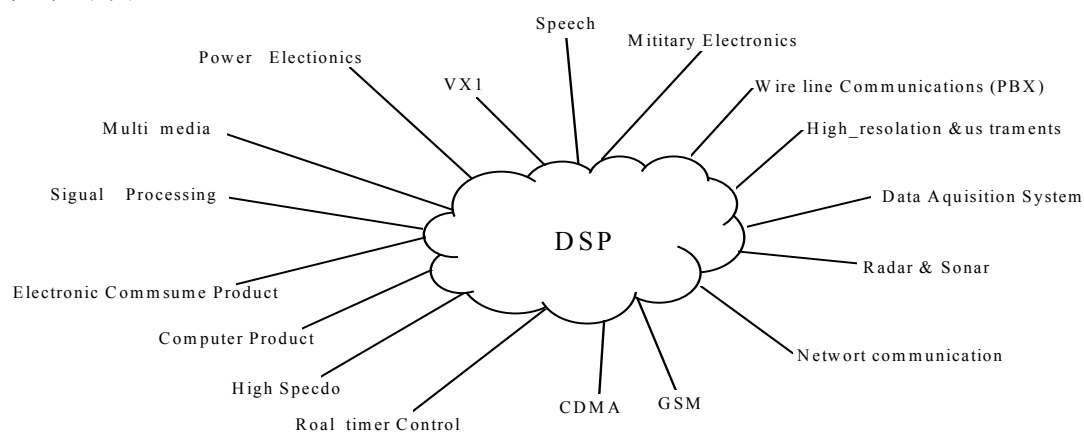 Speech
Mititary Electronics
Power Electionics
VX1
Wire line Communications (PBX)
Multi media
High_resolation &us traments
Sigual Processing
Data Aquisition System
DSP
Radar & Sonar
Electronic Commsume Product
Computer Product
Networt communication
High Specdo
CDMA
GSM
Roal timer Control